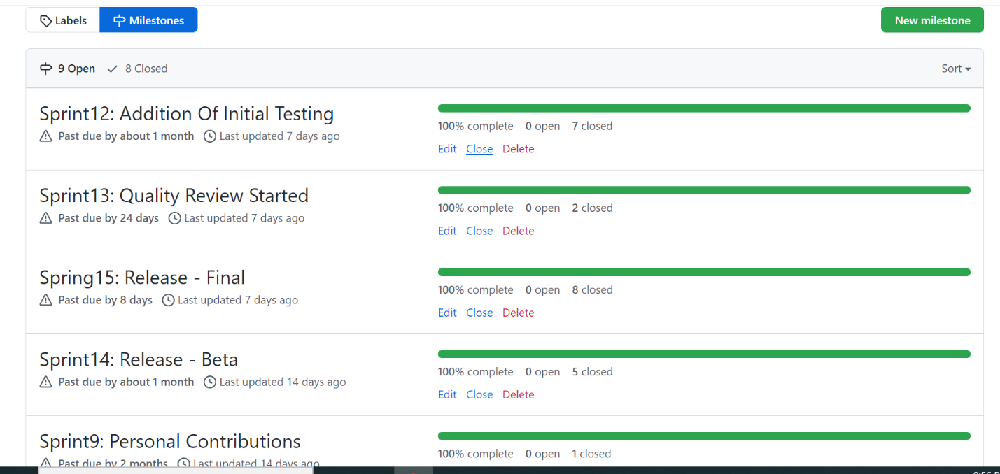 Labels Milestones New milestone
9 Open 8 Closed Sort
Sprint12: Addition Of Initial Testing
Past due by about 1 month Last updated 7 days ago
100% complete 0 open 7 closed
Edit Close Delete
Sprint13: Quality Review Started
Past due by 24 days Last updated 7 days ago
100% complete 0 open 2 closed
Edit Close Delete
Spring15: Release - Final
Past due by 8 days Last updated 7 days ago
100% complete 0 open 8 closed
Edit Close Delete
Sprint14: Release - Beta
Past due by about 1 month Last updated 14 days ago
100% complete 0 open 5 closed
Edit Close Delete
Sprint9: Personal Contributions
Past due by 2 months Last updated 14 days ago
100% complete 0 open 1 closed